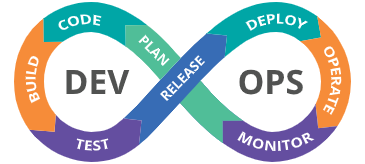 PLAN
CODE
BUILD
TEST
RELEASE
DEPLOY
OPERATE
MONITOR
DEV
OPS